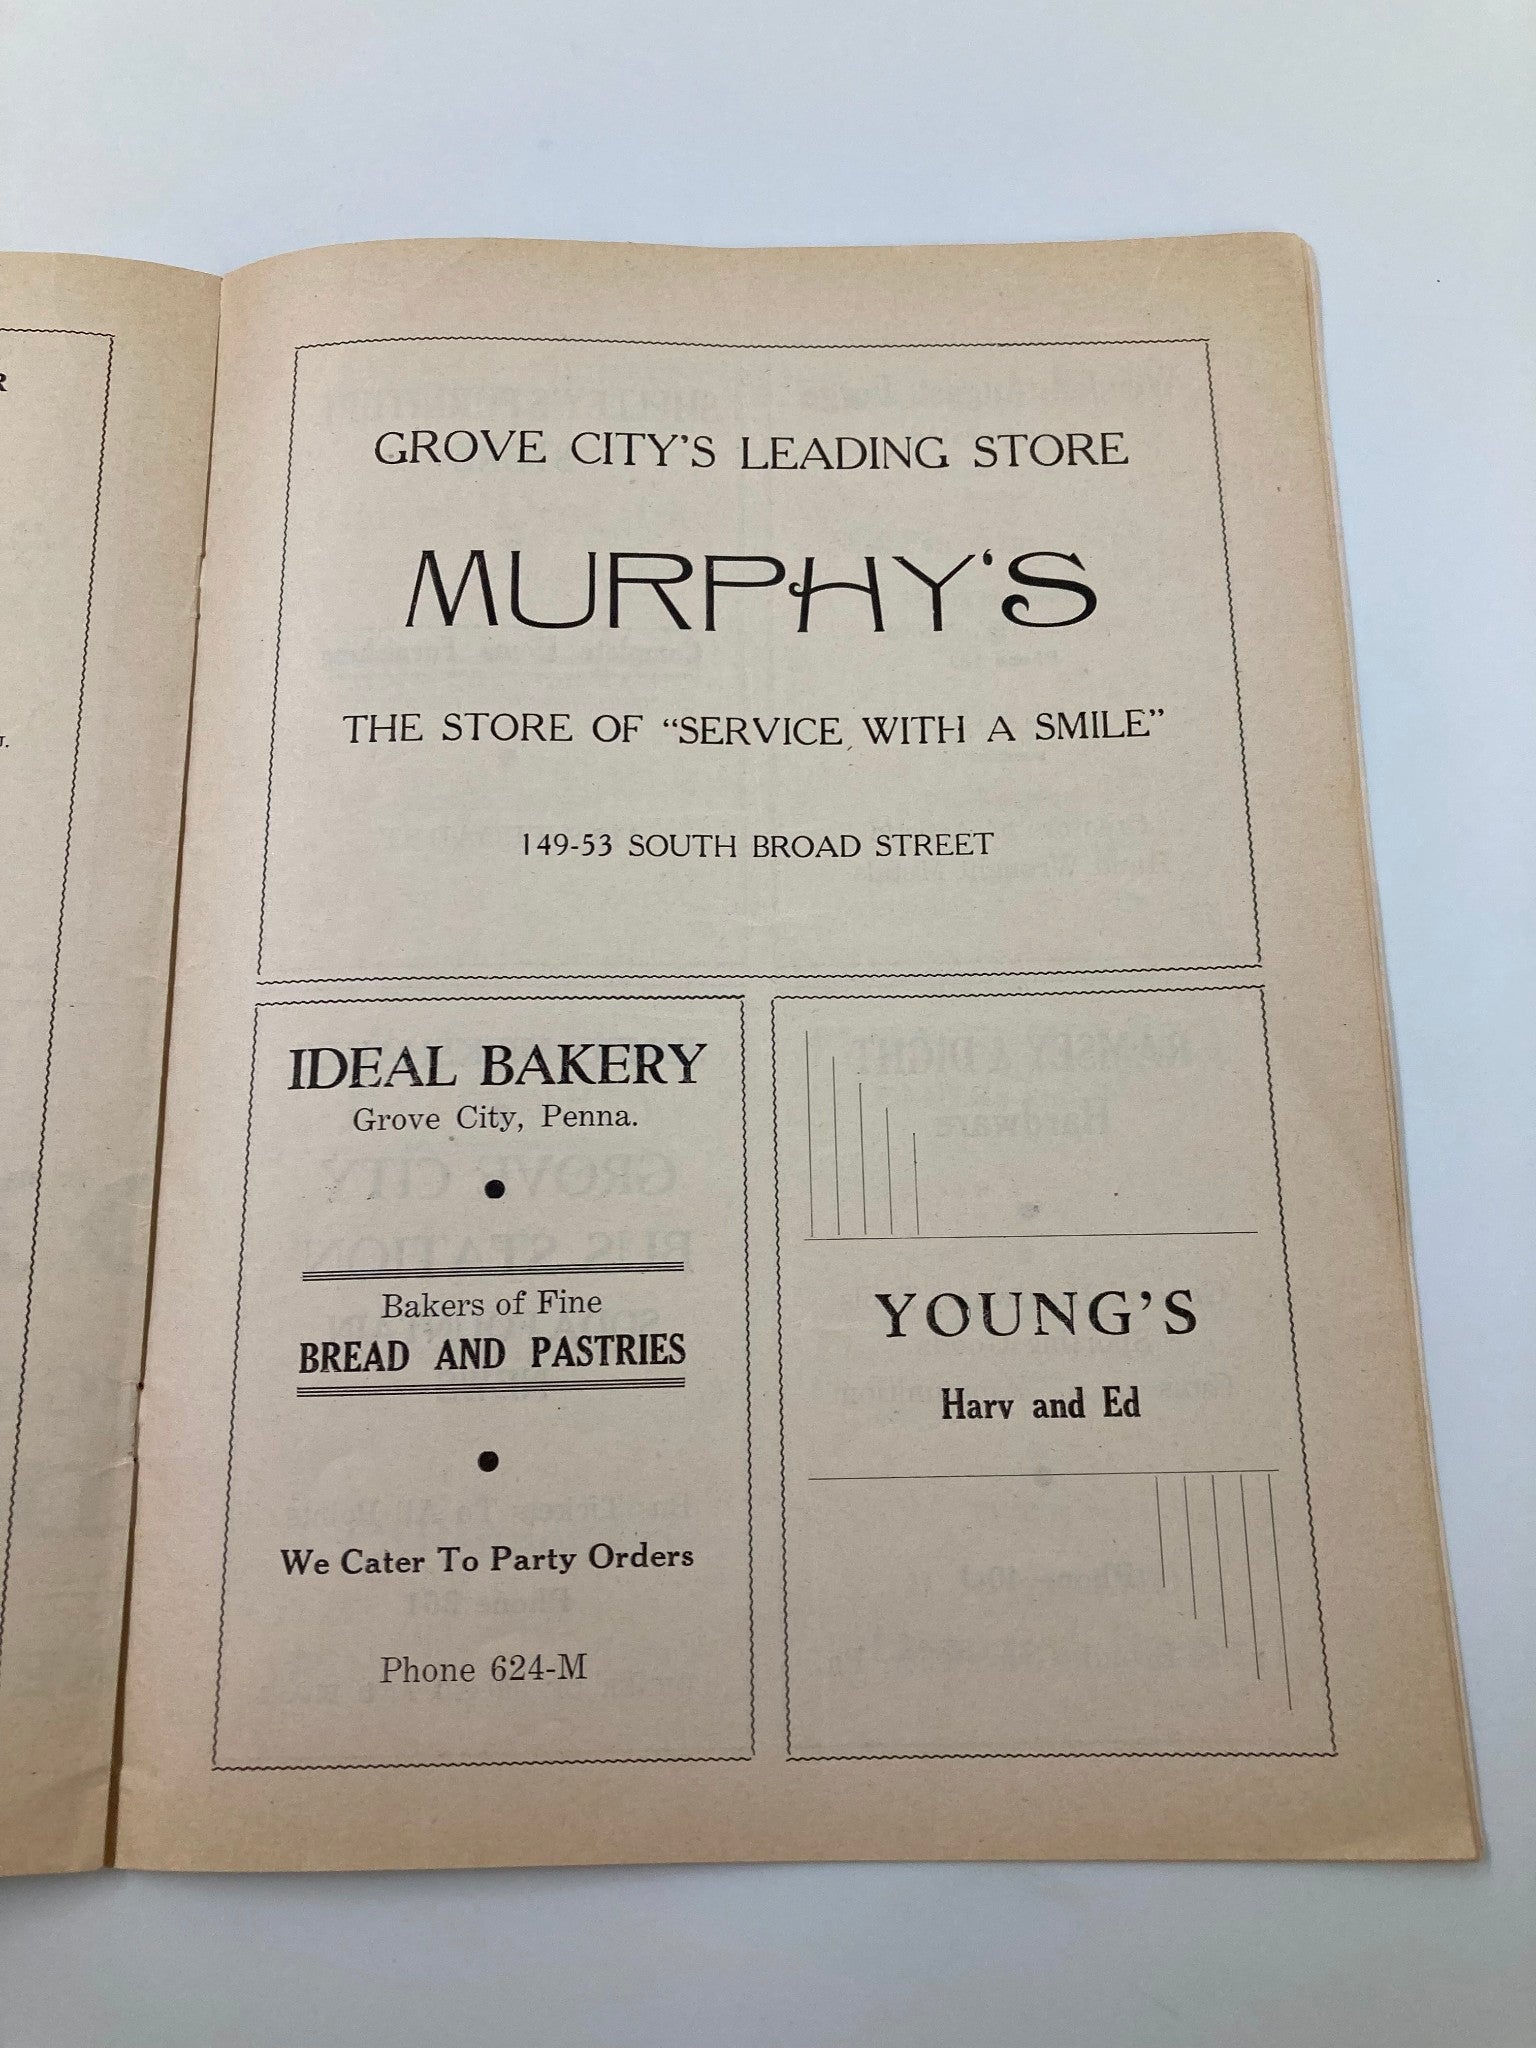 GROVE CITY'S LEADING STORE
MURPHY'S
THE STORE OF "SERVICE WITH A SMILE"
149-53 SOUTH BROAD STREET
IDEAL BAKERY
Grove City, Penna.
Bakers of Fine
BREAD AND PASTRIES
We Cater To Party Orders
Phone 624-M
YOUNG'S
Harv and Ed